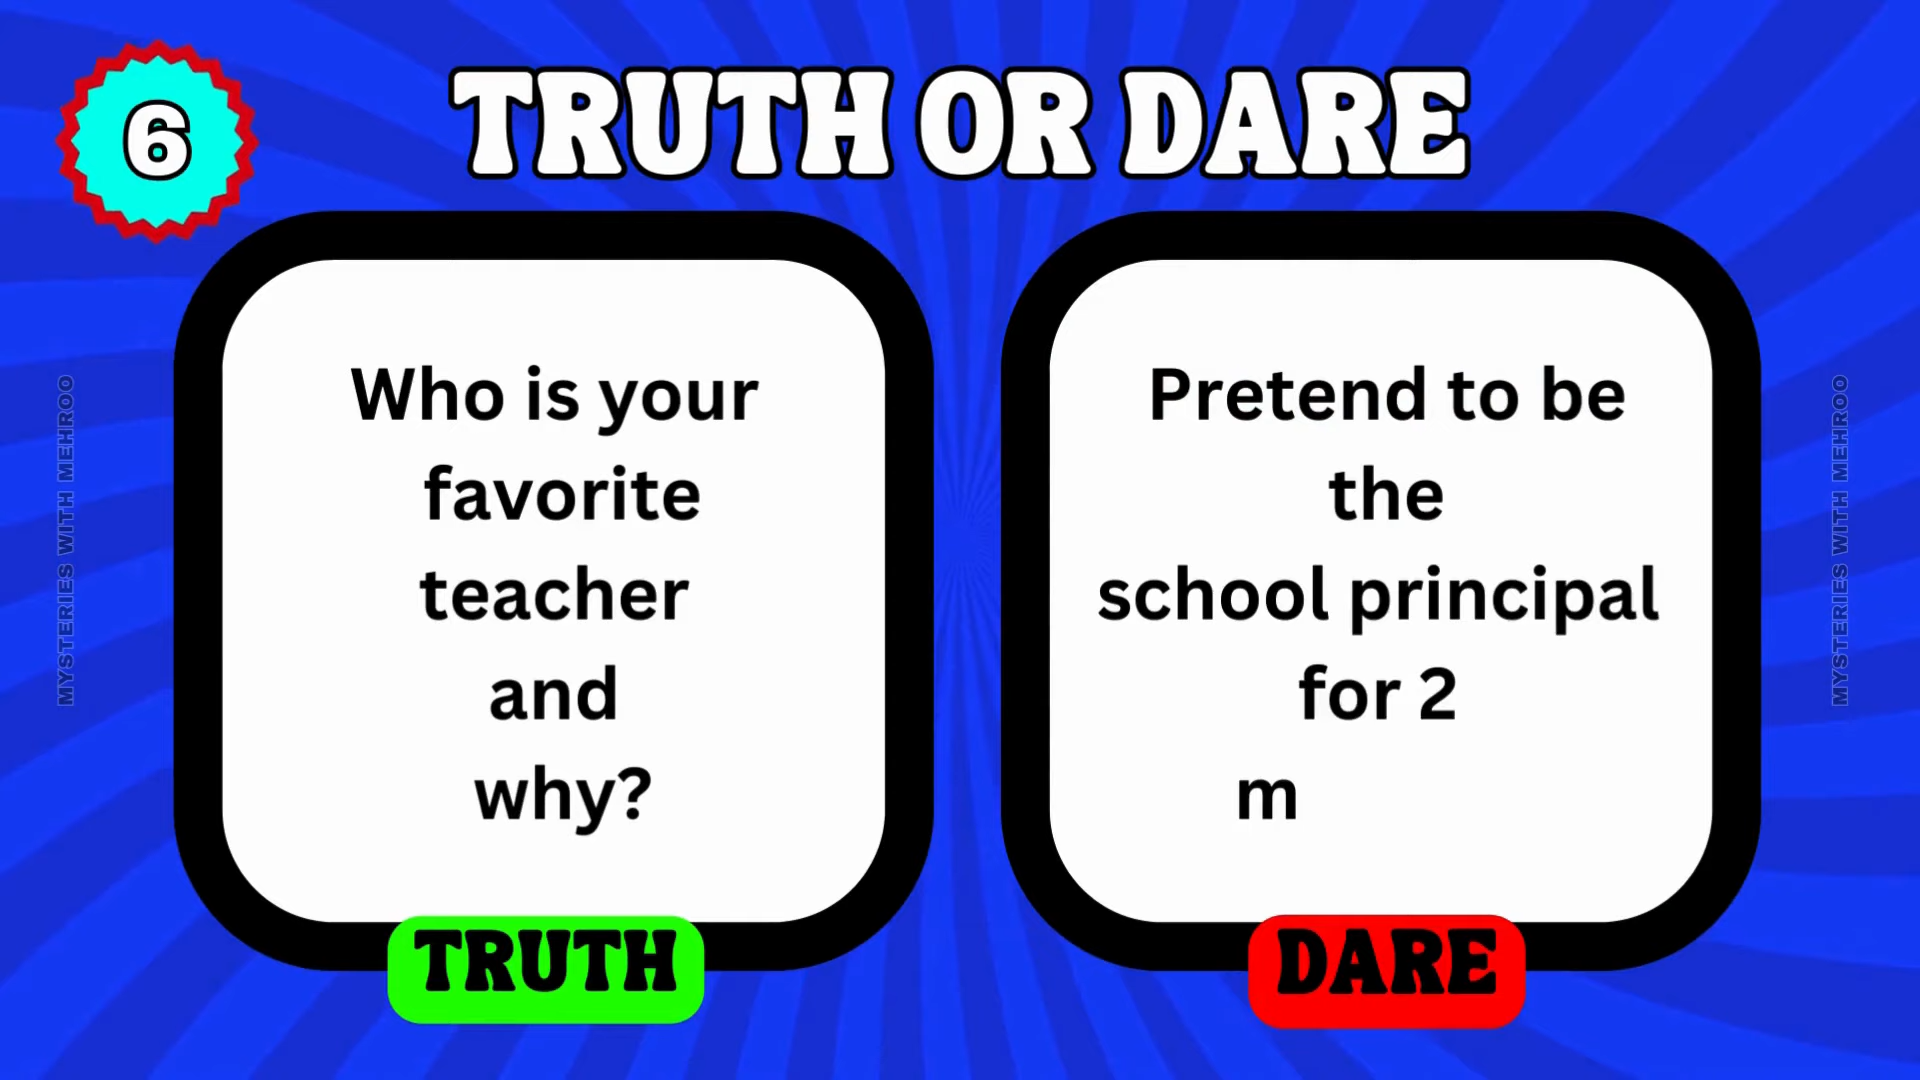 6
TRUTH OR DARE
Who is your
favorite
teacher
and
why?
TRUTH
Pretend to be
the
school principal
for 2
m
DARE
MYSTERIES WITH MEHROO
MYSTERIES WITH MEHROO